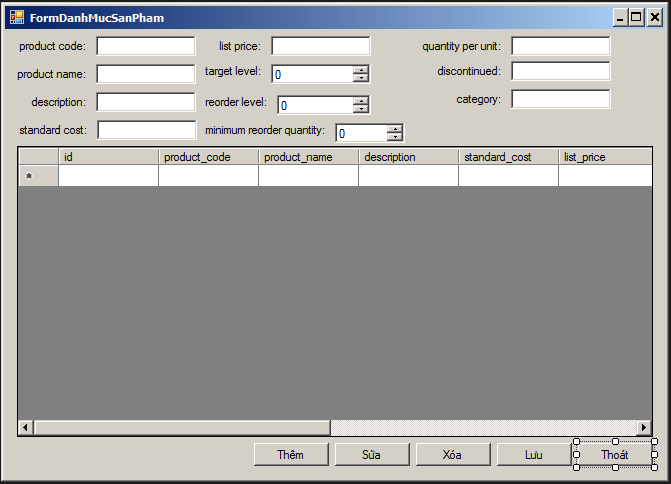 FormDanhMucSanPham
product code: list price: quantity per unit:
product name: target level: 0 discontinued:
description: reorder level: 0 category:
standard cost: minimum reorder quantity: 0
id product_code product_name description standard_cost list_price
Thêm Sửa Xóa Lưu Thoát